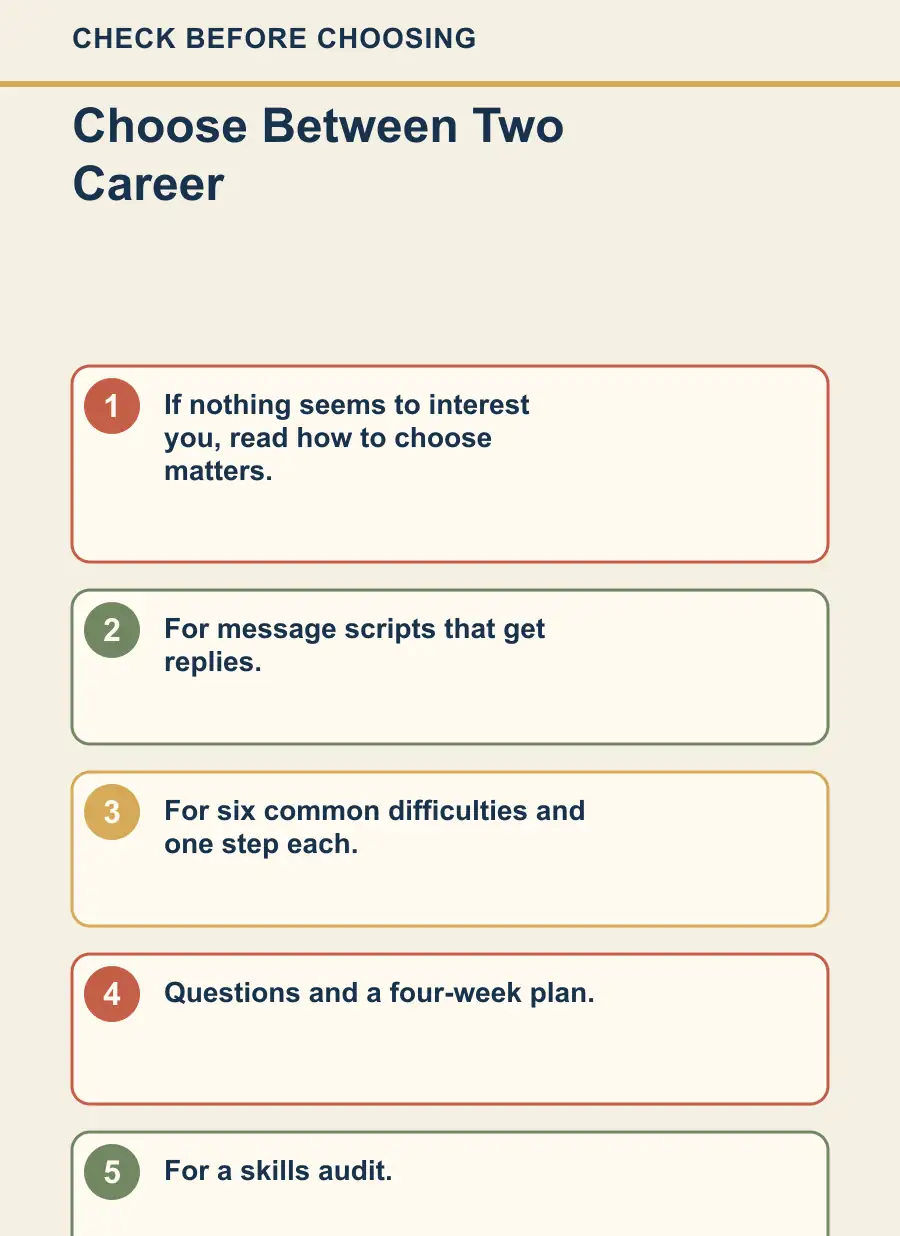 CHECK BEFORE CHOOSING
Choose Between Two
Career
1
If nothing seems to interest
you, read how to choose
matters.
2
For message scripts that get
replies.
3
For six common difficulties and
one step each.
4
Questions and a four-week plan.
5
For a skills audit.